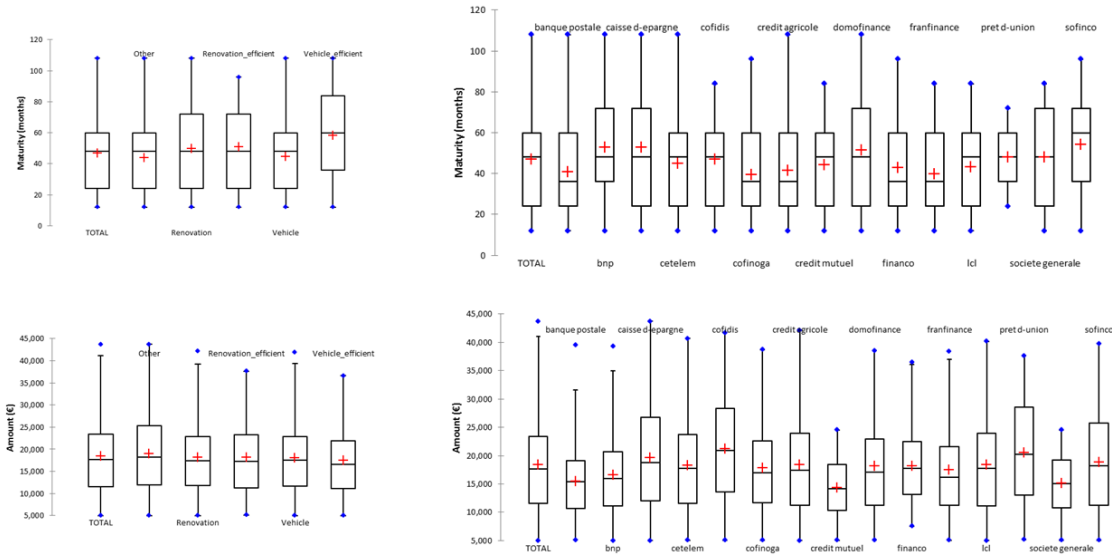 Maturity (months)
120
100
80
60
40
20
0
Other
Renovation_efficient
Vehicle_efficient
TOTAL
Renovation
Vehicle
Maturity (months)
120
100
80
60
40
20
0
banque postale
caisse d-epargne
cofidis
credit agricole
domofinance
franfinance
pret d-union
sofinco
TOTAL
bnp
cetelem
cofinoga
credit mutuel
financo
lcl
societe generale
Amount (€)
45,000
40,000
35,000
30,000
25,000
20,000
15,000
10,000
5,000
Other
Renovation_efficient
Vehicle_efficient
TOTAL
Renovation
Vehicle
Amount (€)
45,000
40,000
35,000
30,000
25,000
20,000
15,000
10,000
5,000
banque postale
caisse d-epargne
cofidis
credit agricole
domofinance
franfinance
pret d-union
sofinco
TOTAL
bnp
cetelem
cofinoga
credit mutuel
financo
lcl
societe generale